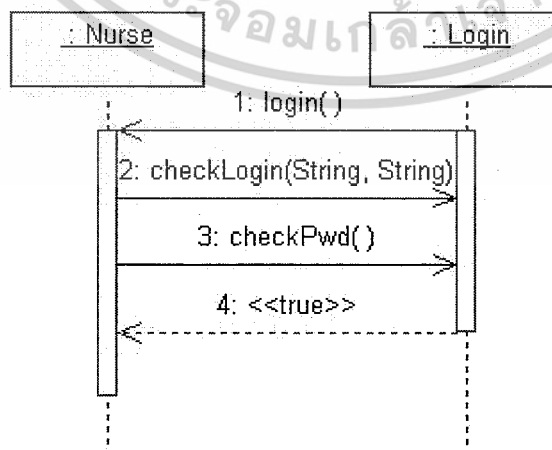 : Nurse
: Login
1: login( )
2: checkLogin(String, String)
3: checkPwd( )
4: <<true>>